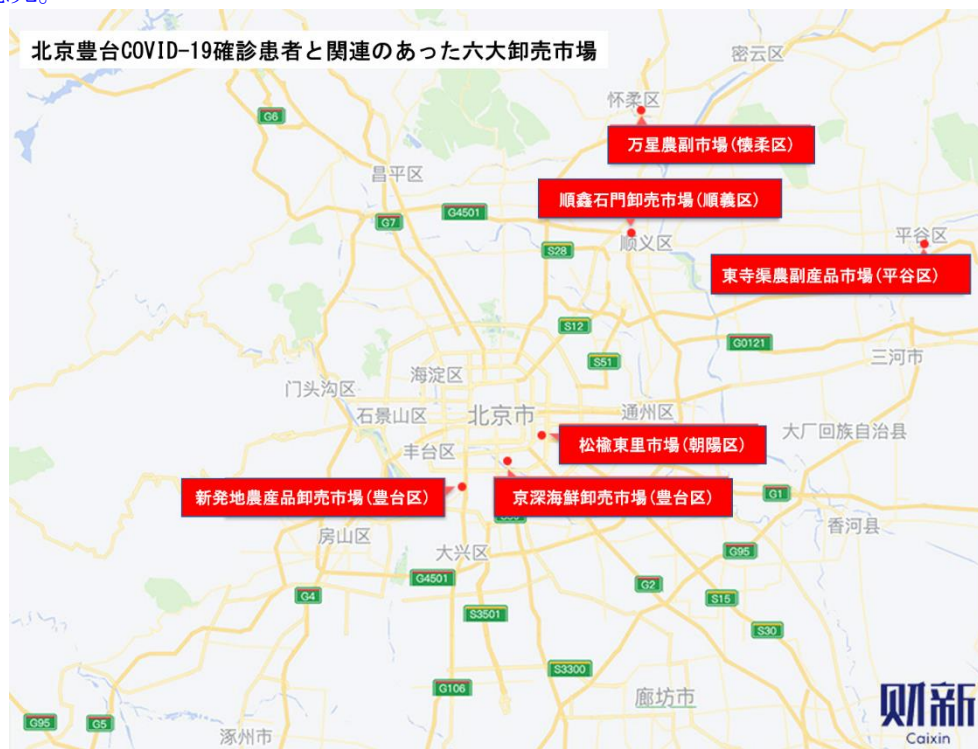 北京豊台COVID-19確診患者と関連のあった六大卸売市場
密云区
怀柔区
G6
万星農副市場(懐柔区)
昌平区
順鑫石門卸売市場(順義区)
G4501
G7
顺义区
平谷区
S28
東寺渠農副産品市場(平谷区)
S12
G0121
S51
三河市
海淀区
门头沟区
石景山区
北京市
通州区
大厂回族自治县
丰台区
松楡東里市場(朝陽区)
新発地農産品卸売市場(豊台区)
京深海鮮卸売市場(豊台区)
G1
香河县
房山区
大兴区
G95
G4501
G2
G4
S15
S3501
S30
S3300
G106
廊坊市
财新
Caixin
G95
G5
涿州市